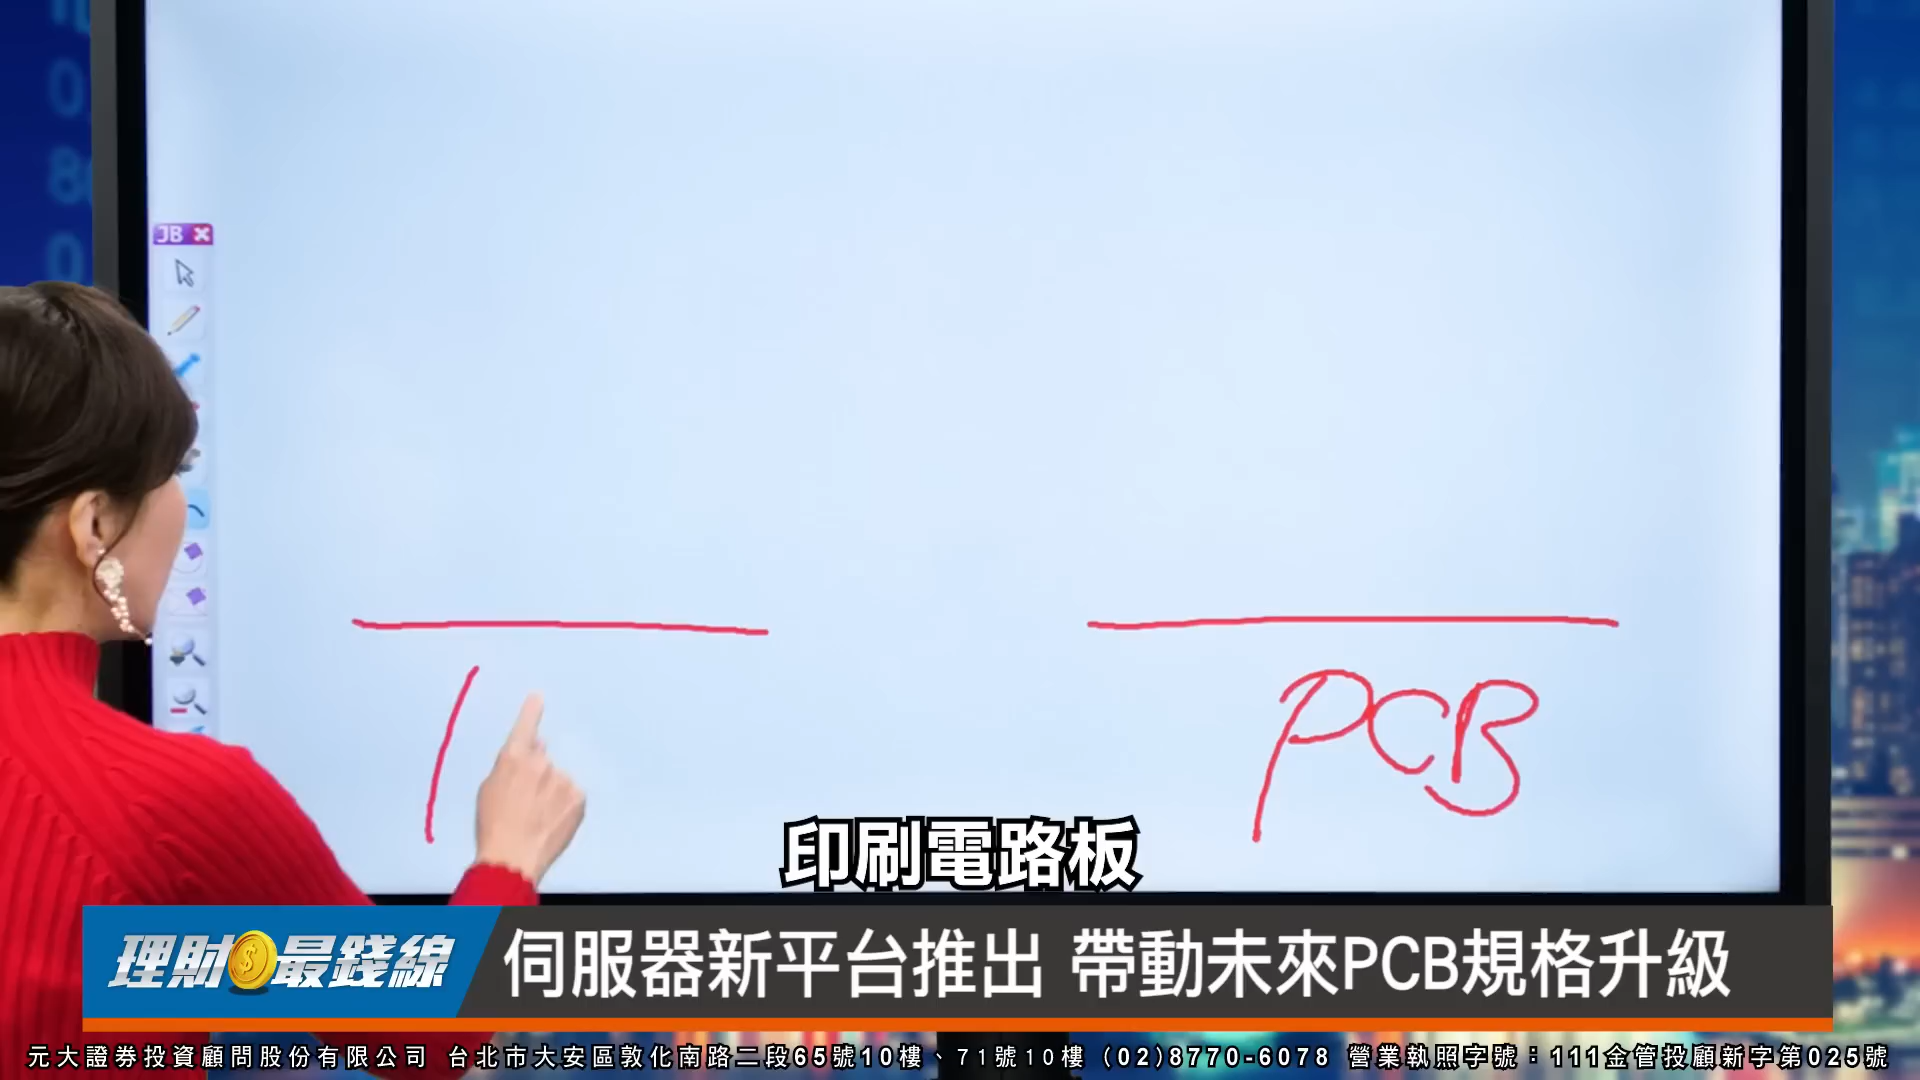 JB
PCB
印刷電路板
理財最錢線
伺服器新平台推出 帶動未來PCB規格升級
元大證券投資顧問股份有限公司 台北市大安區敦化南路二段65號10樓、71號10樓 (02)8770-6078 營業執照字號：111金管投顧新字第025號